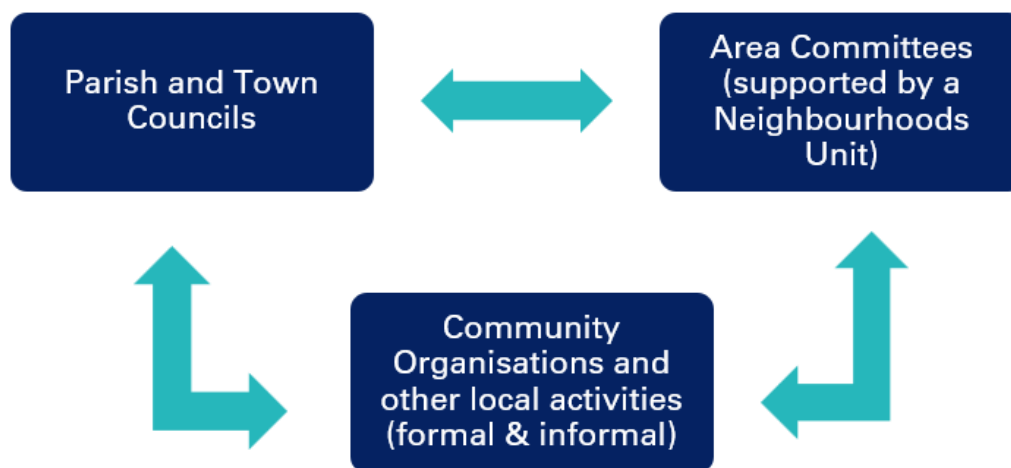 Parish and Town
Councils
Area Committees
(supported by a
Neighbourhoods
Unit)
Community
Organisations and
other local activities
(formal & informal)